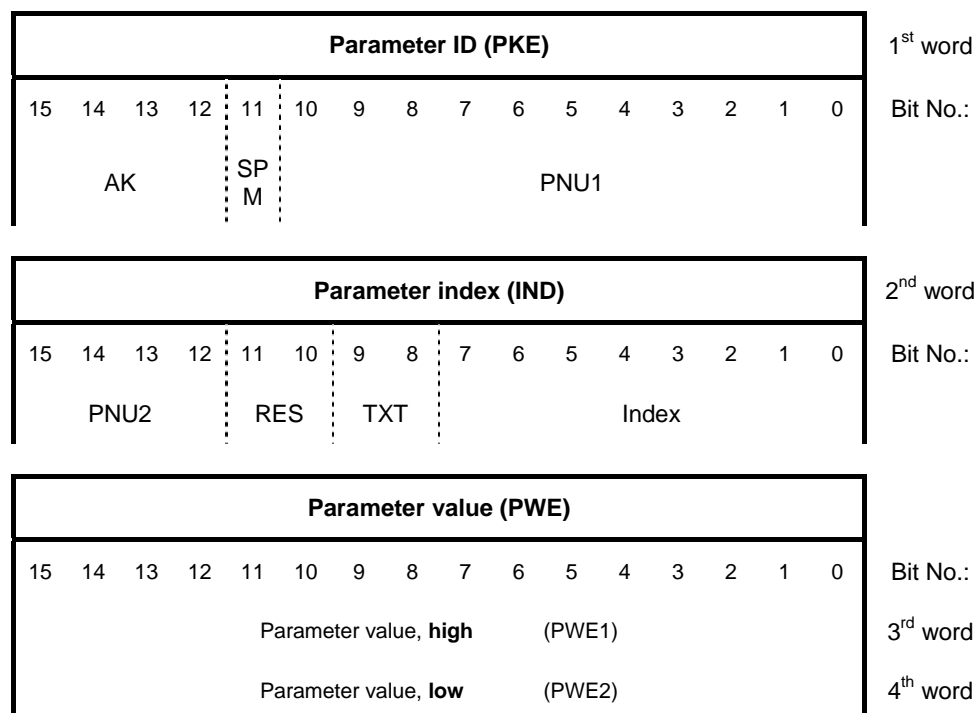 Parameter ID (PKE) 1st word
15 14 13 12 11 10 9 8 7 6 5 4 3 2 1 0 Bit No.:
AK SP M PNU1
Parameter index (IND) 2nd word
15 14 13 12 11 10 9 8 7 6 5 4 3 2 1 0 Bit No.:
PNU2 RES TXT Index
Parameter value (PWE)
15 14 13 12 11 10 9 8 7 6 5 4 3 2 1 0 Bit No.:
Parameter value, high (PWE1) 3rd word
Parameter value, low (PWE2) 4th word